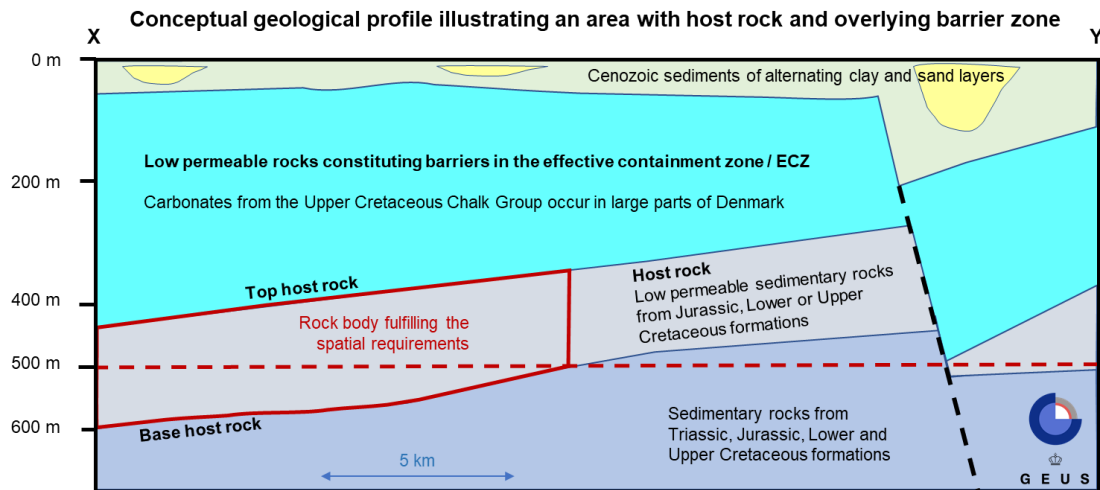 Conceptual geological profile illustrating an area with host rock and overlying barrier zone
X
Y
0 m
Cenozoic sediments of alternating clay and sand layers
Low permeable rocks constituting barriers in the effective containment zone / ECZ
200 m
Carbonates from the Upper Cretaceous Chalk Group occur in large parts of Denmark
Top host rock
Host rock
Low permeable sedimentary rocks
from Jurassic, Lower or Upper
Cretaceous formations
400 m
Rock body fulfilling the
spatial requirements
500 m
Base host rock
600 m
Sedimentary rocks from
Triassic, Jurassic, Lower and
Upper Cretaceous formations
5 km
G E U S